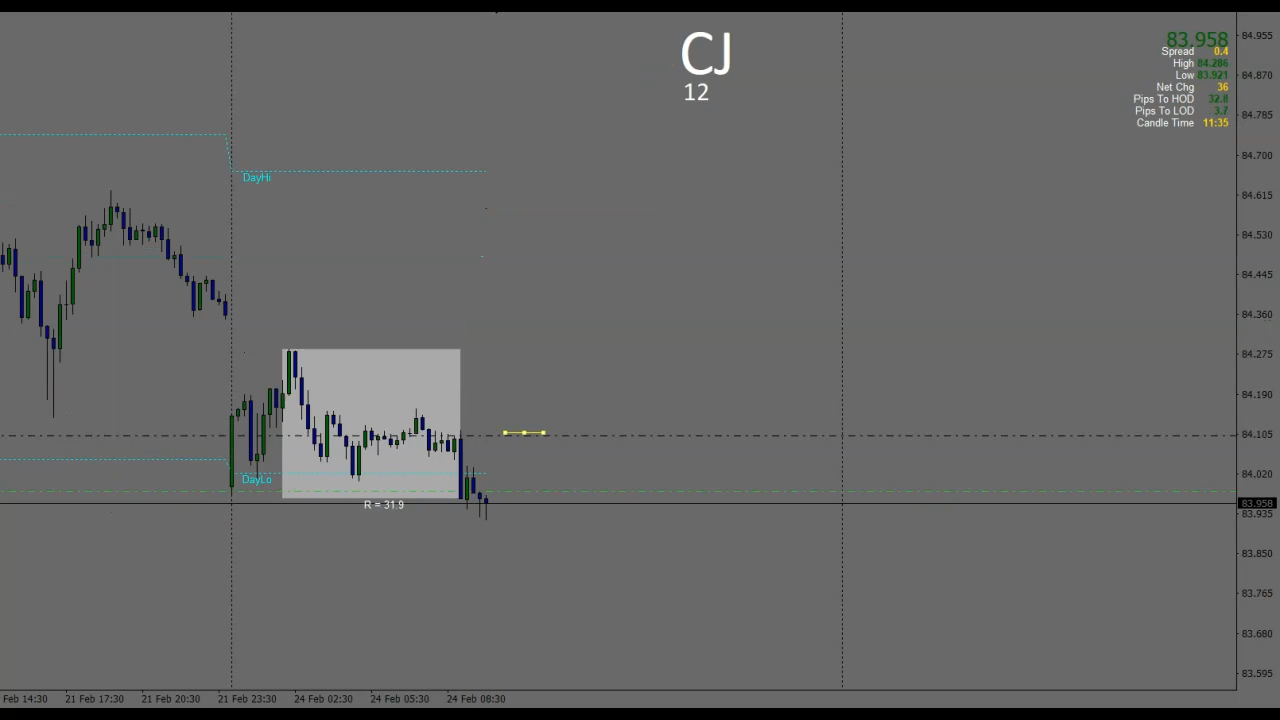 CJ
12
83.958
Spread 0.4
High 84.286
Low 83.921
Net Chg 36
Pips To HOD 32.8
Pips To LOD 3.7
Candle Time 11:35
84.955
84.870
84.785
84.700
84.615
84.530
84.445
84.360
84.275
84.190
84.105
84.020
83.958
83.935
83.850
83.765
83.680
83.595
DayHi
DayLo
R = 31.9
Feb 14:30 21 Feb 17:30 21 Feb 20:30 21 Feb 23:30 24 Feb 02:30 24 Feb 05:30 24 Feb 08:30